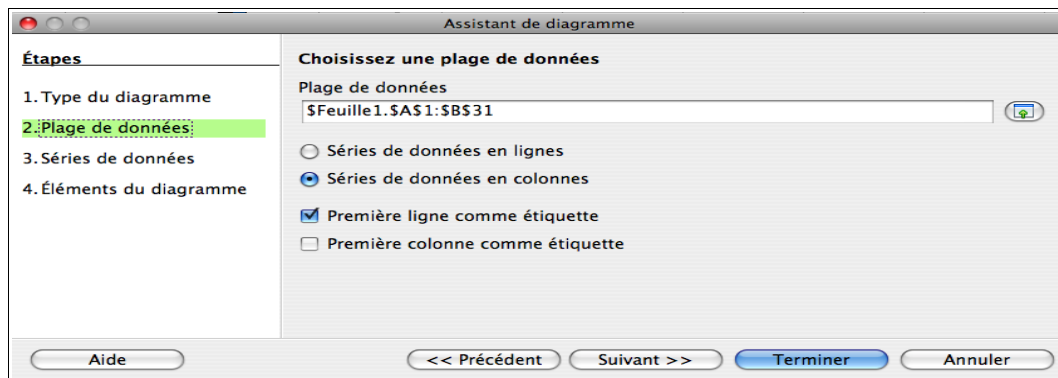 Assistant de diagramme
Étapes
1. Type du diagramme
2. Plage de données
3. Séries de données
4. Éléments du diagramme
Choisissez une plage de données
Plage de données
$Feuille1.$A$1:$B$31
Séries de données en lignes
Séries de données en colonnes
Première ligne comme étiquette
Première colonne comme étiquette
Aide
<< Précédent
Suivant >>
Terminer
Annuler